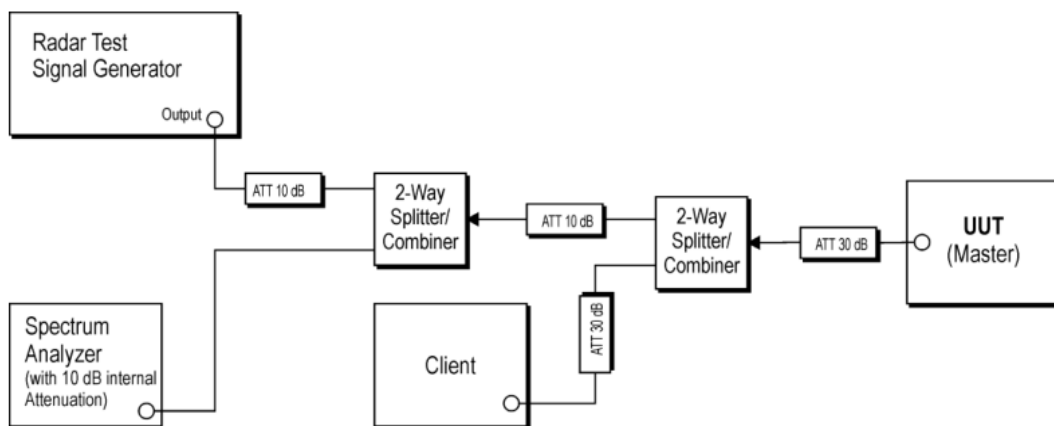 Radar Test
Signal Generator
Output
ATT 10 dB
2-Way
Splitter/
Combiner
ATT 10 dB
2-Way
Splitter/
Combiner
ATT 30 dB
UUT
(Master)
Spectrum
Analyzer
(with 10 dB internal
Attenuation)
Client
ATT 30 dB